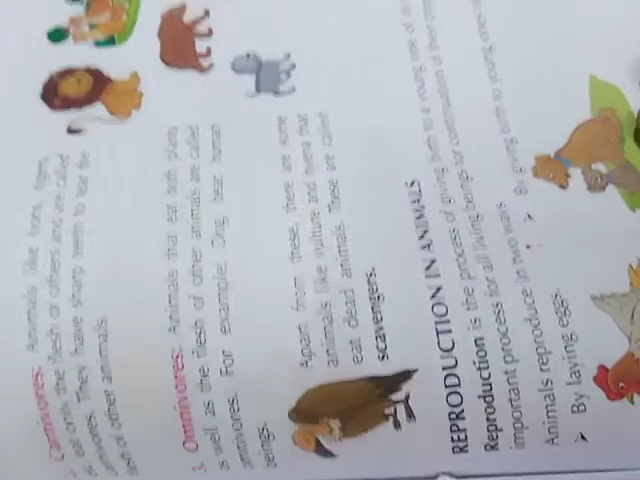 Carnivores: Animals like lions, tigers,
eat only the flesh of others and are called
carnivores. They have sharp teeth to tear the
flesh of other animals.
3. Omnivores: Animals that eat both plants
as well as the flesh of other animals are called
omnivores. For example: Dog, bear, human
beings.
Apart from these, there are some
animals like vulture and hyena that
eat dead animals. These are called
scavengers.
REPRODUCTION IN ANIMALS
Reproduction is the process of giving birth to a young one of
important process for all living beings for continuation of their
Animals reproduce in two ways
➤ By laying eggs.
➤ By giving birth to young ones